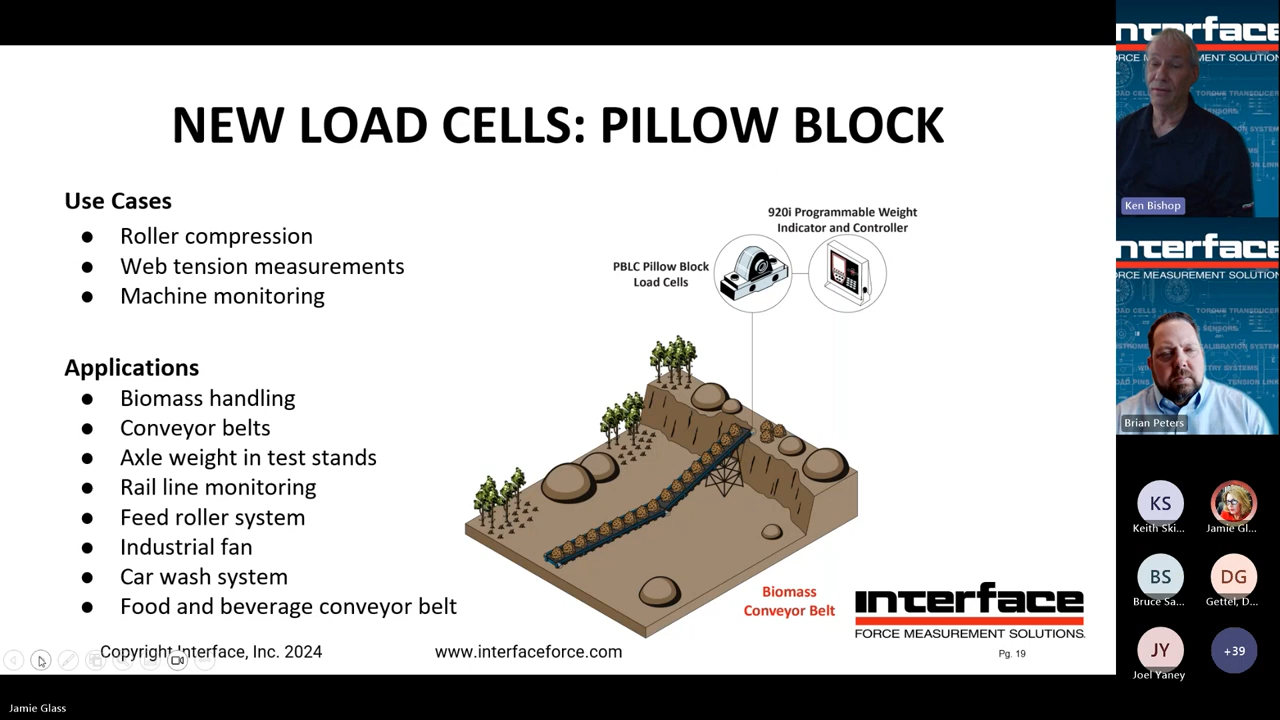 NEW LOAD CELLS: PILLOW BLOCK
Use Cases
● Roller compression
● Web tension measurements
● Machine monitoring
Applications
● Biomass handling
● Conveyor belts
● Axle weight in test stands
● Rail line monitoring
● Feed roller system
● Industrial fan
● Car wash system
● Food and beverage conveyor belt
920i Programmable Weight
Indicator and Controller
PBLC Pillow Block
Load Cells
Biomass
Conveyor Belt
interface
FORCE MEASUREMENT SOLUTIONS.
Copyright Interface, Inc. 2024
www.interfaceforce.com
Pg. 19
Jamie Glass
Ken Bishop
nterface
ORCE MEASUREMENT SOLUTION
Brian Peters
KS
Keith Ski...
Jamie Gl...
BS
Bruce Sa...
DG
Gettel, D...
JY
Joel Yaney
+39